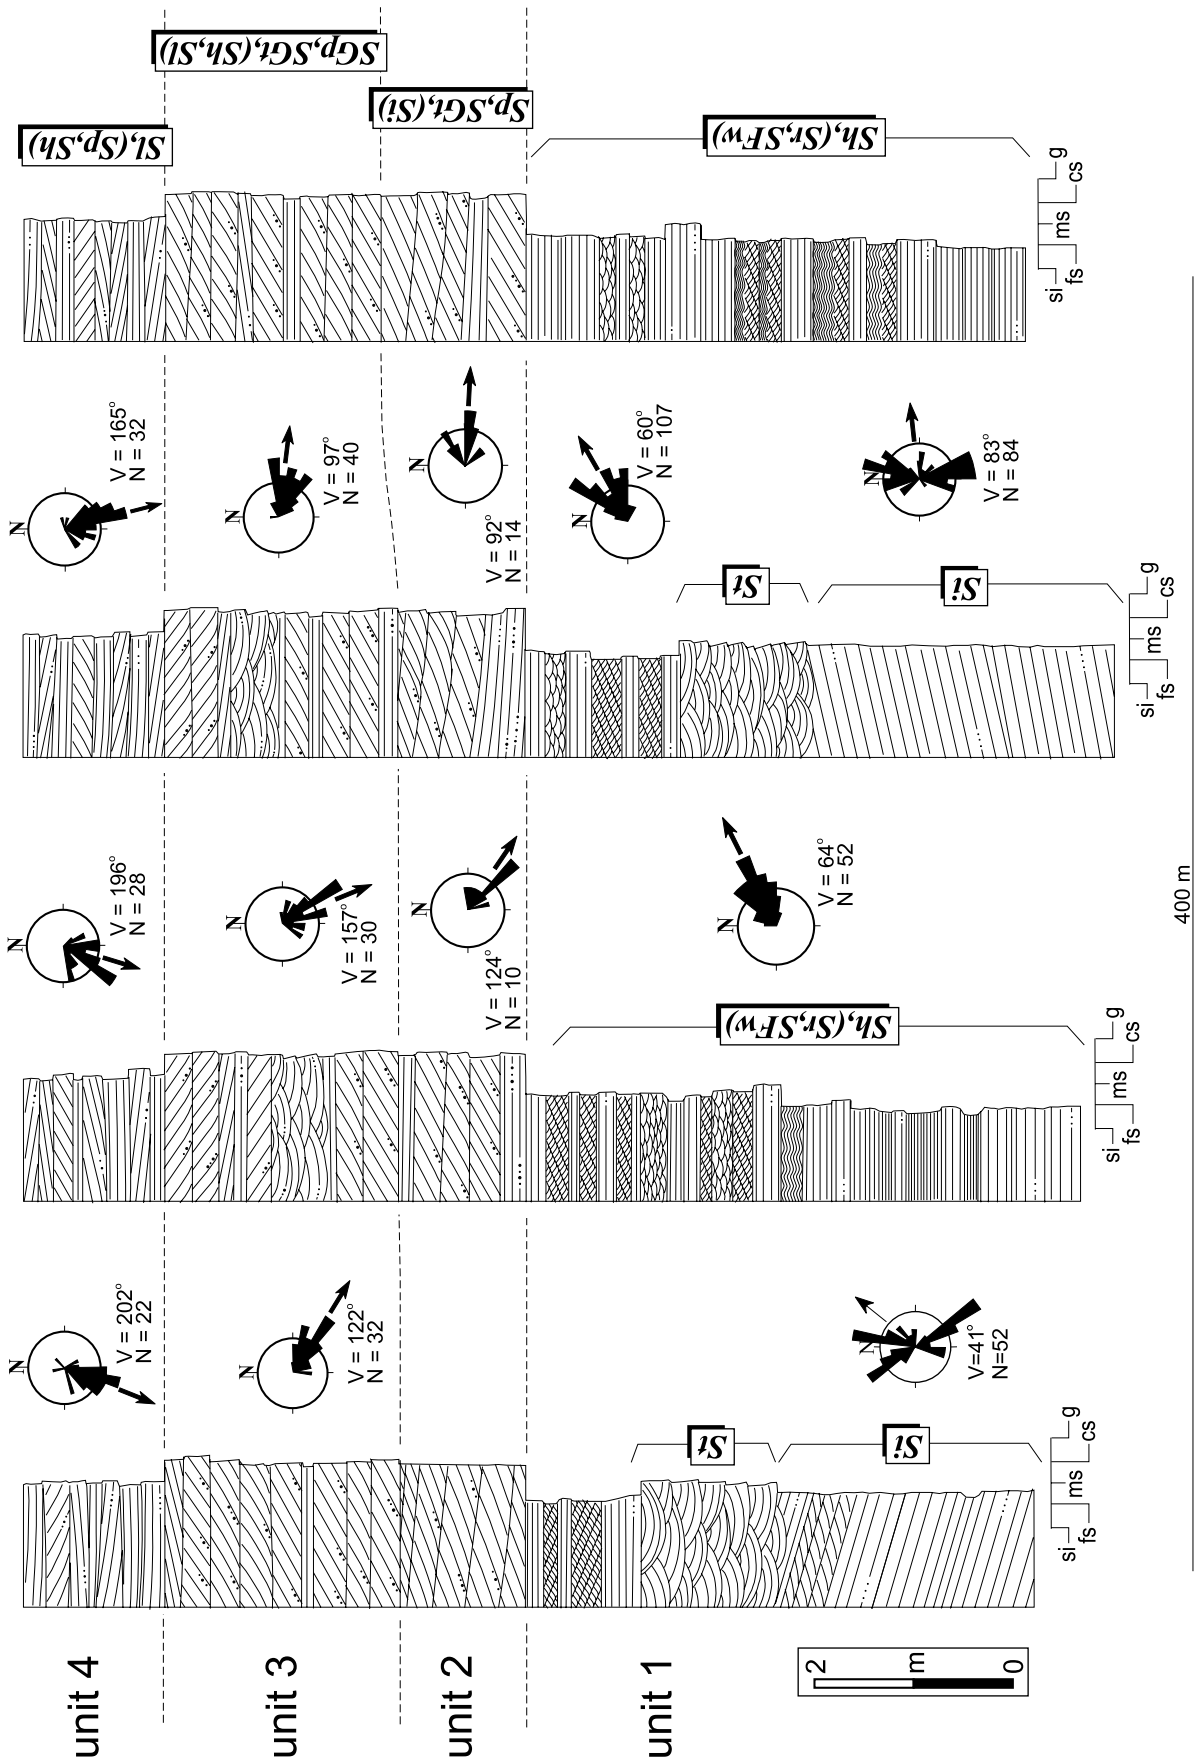 unit 4
unit 3
unit 2
unit 1
2
m
0
N
V = 202°
N = 22
N
V = 122°
N = 32
N
V=41°
N=52
St
Si
si
fs
ms
cs
g
N
V = 196°
N = 28
N
V = 157°
N = 30
N
V = 124°
N = 10
N
V = 64°
N = 52
Sh,(Sr,SFw)
si
fs
ms
cs
g
N
V = 165°
N = 32
N
V = 97°
N = 40
N
V = 92°
N = 14
N
V = 60°
N = 107
N
V = 83°
N = 84
St
Si
si
fs
ms
cs
g
Sl,(Sp,Sh)
SGp,SGt,(Sh,Sl)
Sp,SGt,(Si)
Sh,(Sr,SFw)
si
fs
ms
cs
g
400 m